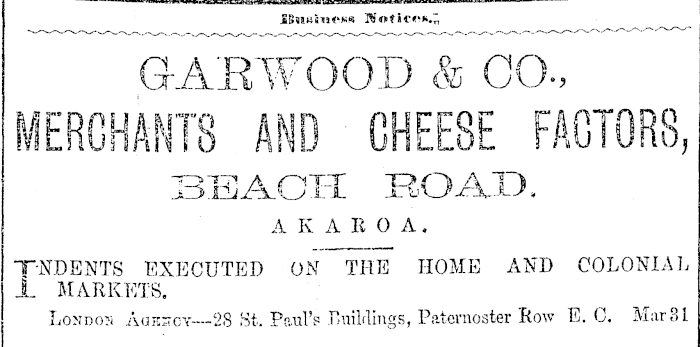 Business Notices.
GARWOOD & CO.,
MERCHANTS AND CHEESE FACTORS,
BEACH ROAD.
AKAROA.
INDENTS EXECUTED ON THE HOME AND COLONIAL
MARKETS.
LONDON AGENCY—28 St. Paul's Buildings, Paternoster Row E. C. Mar 31